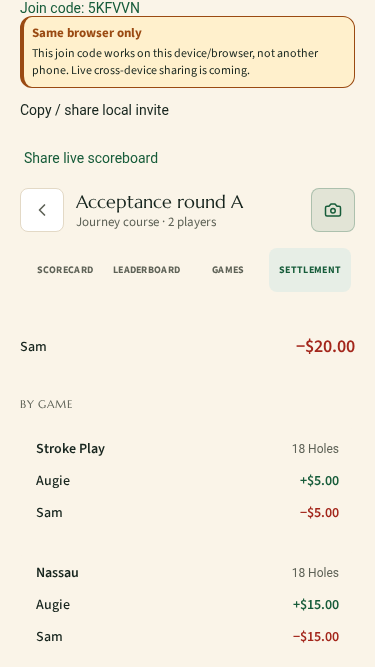 Join code: 5KFVVN
Same browser only
This join code works on this device/browser, not another
phone. Live cross-device sharing is coming.
Copy / share local invite
Share live scoreboard
Acceptance round A
Journey course · 2 players
SCORECARD LEADERBOARD GAMES SETTLEMENT
Sam −$20.00
BY GAME
Stroke Play 18 Holes
Augie +$5.00
Sam −$5.00
Nassau 18 Holes
Augie +$15.00
Sam −$15.00